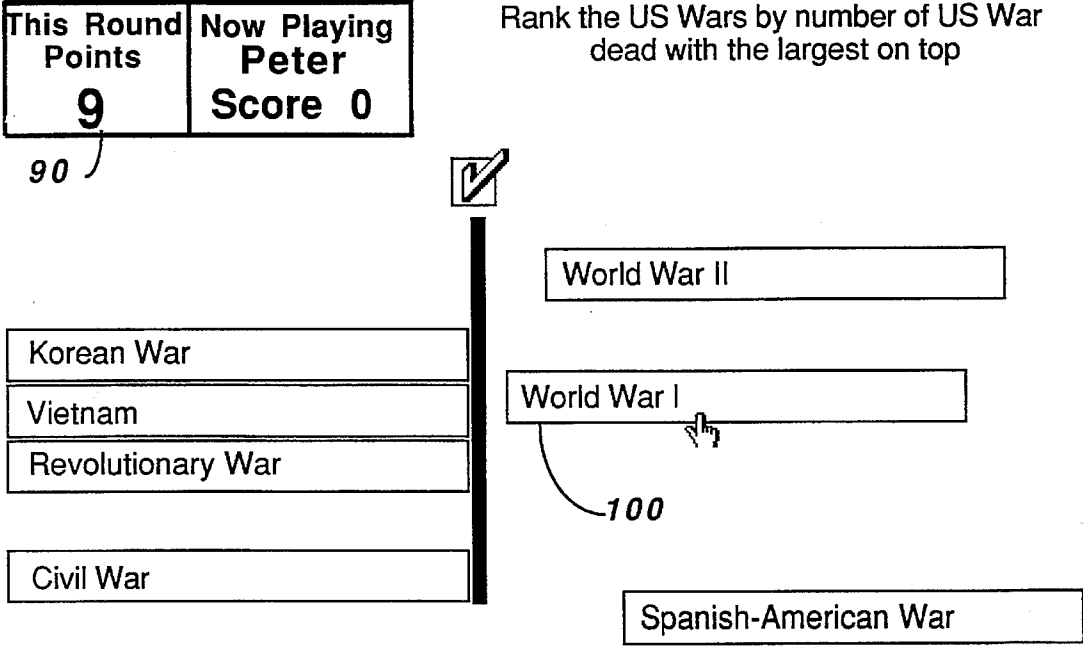 This Round
Points
9
Now Playing
Peter
Score 0
Rank the US Wars by number of US War
dead with the largest on top
90
World War II
Korean War
World War I
Vietnam
Revolutionary War
100
Civil War
Spanish-American War